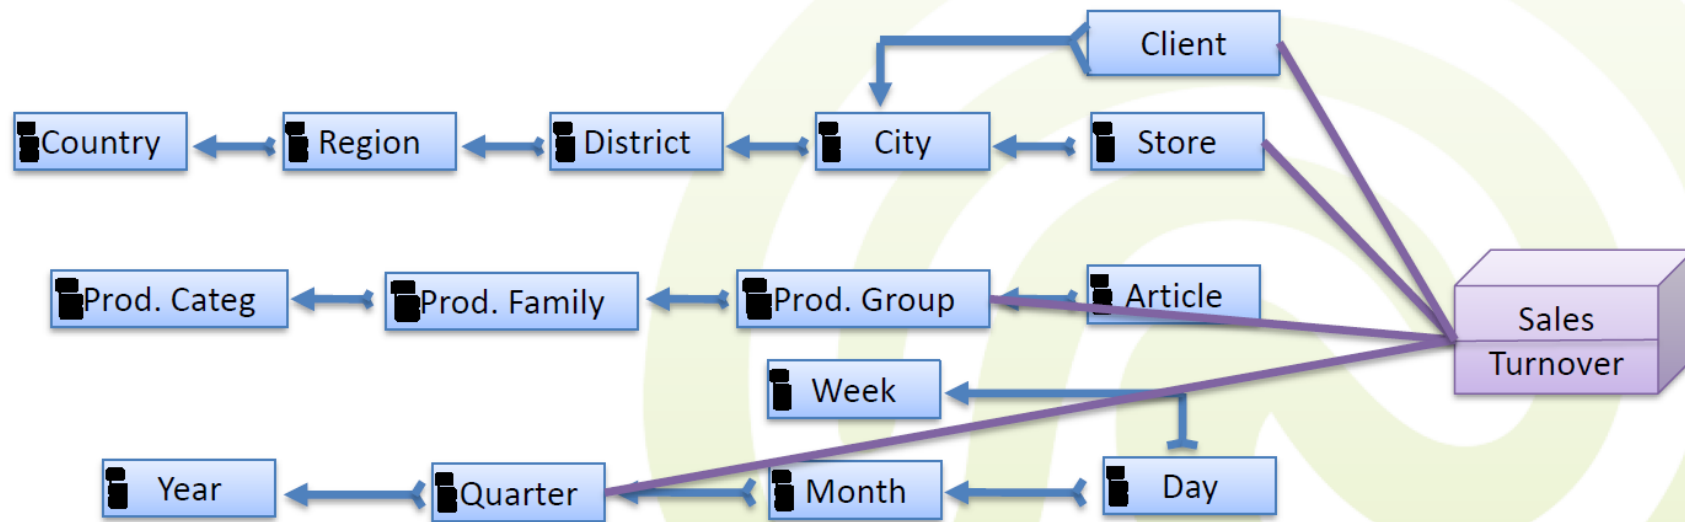 Client
Country Region District City Store
Prod. Categ Prod. Family Prod. Group Article
Sales
Turnover
Week
Year Quarter Month Day